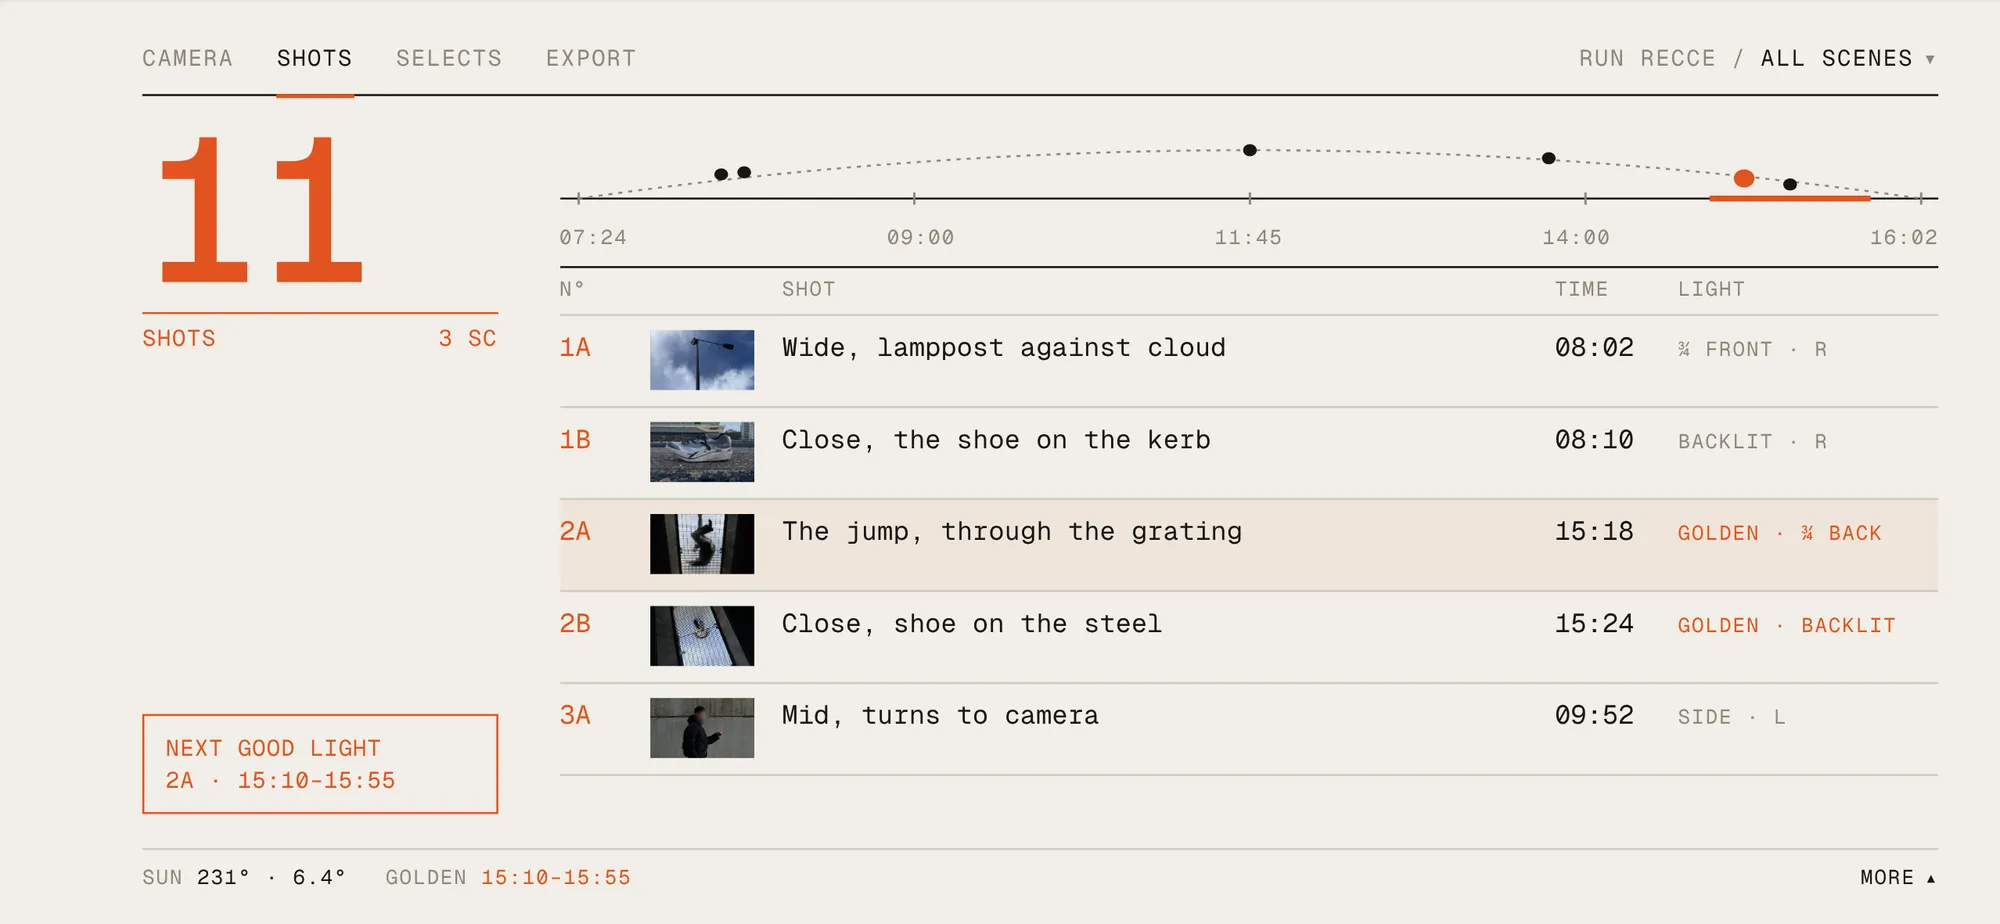 CAMERA SHOTS SELECTS EXPORT RUN RECCE / ALL SCENES ▾
11
SHOTS 3 SC
07:24 09:00 11:45 14:00 16:02
N° SHOT TIME LIGHT
1A Wide, lamppost against cloud 08:02 ¾ FRONT · R
1B Close, the shoe on the kerb 08:10 BACKLIT · R
2A The jump, through the grating 15:18 GOLDEN · ¾ BACK
2B Close, shoe on the steel 15:24 GOLDEN · BACKLIT
3A Mid, turns to camera 09:52 SIDE · L
NEXT GOOD LIGHT
2A · 15:10–15:55
SUN 231° · 6.4° GOLDEN 15:10–15:55 MORE ▴